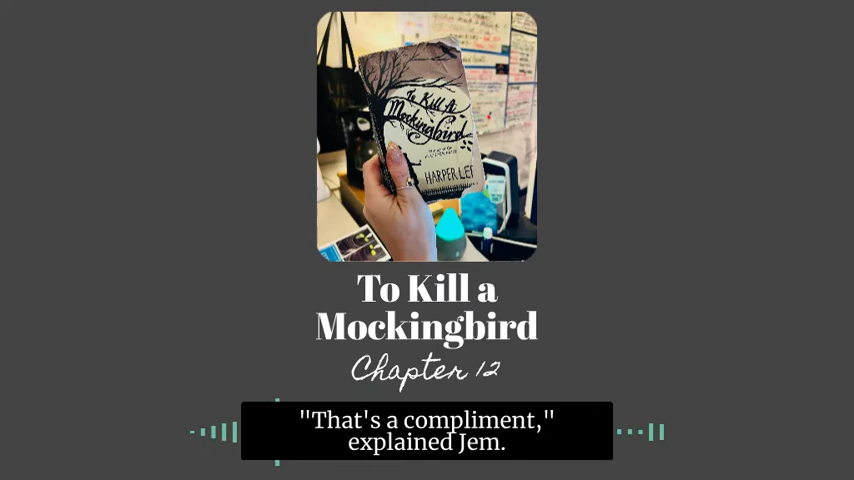 To Kill A
Mockingbird
HARPER LEE
To Kill a
Mockingbird
Chapter 12
"That's a compliment,"
explained Jem.